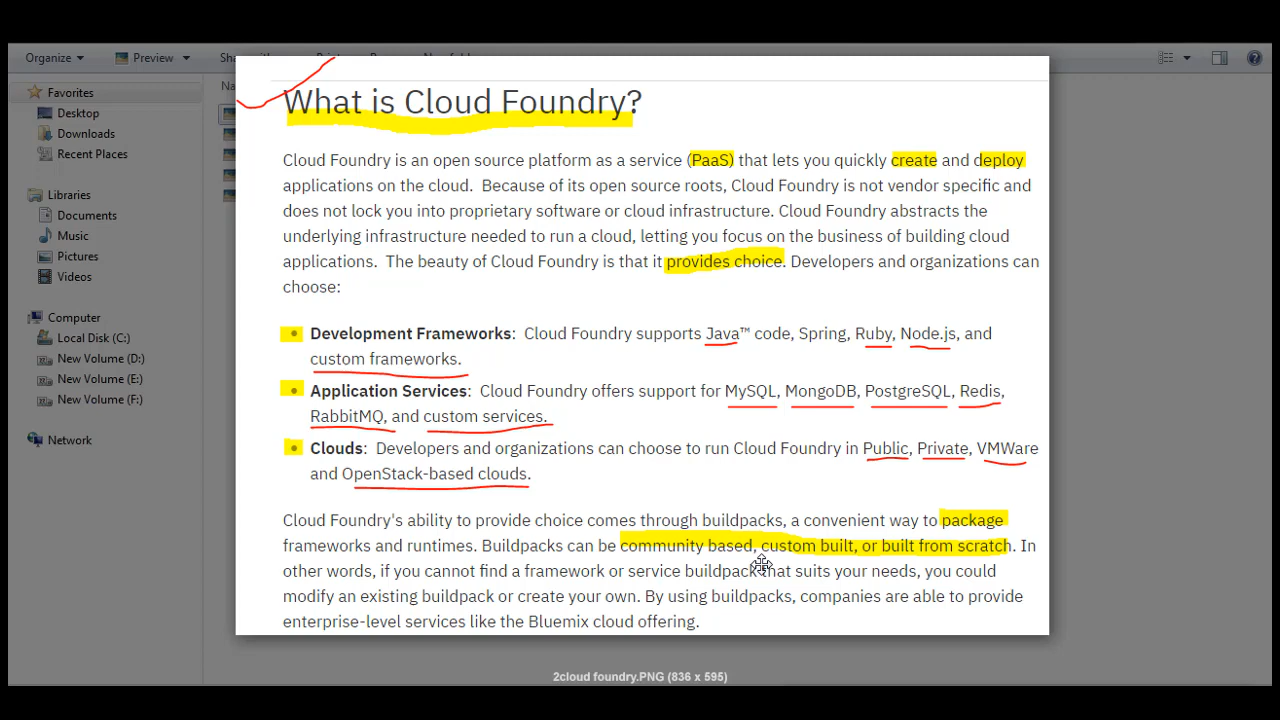 Organize
Preview
Favorites
Desktop
Downloads
Recent Places
Libraries
Documents
Music
Pictures
Videos
Computer
Local Disk (C:)
New Volume (D:)
New Volume (E:)
New Volume (F:)
Network
What is Cloud Foundry?
Cloud Foundry is an open source platform as a service (PaaS) that lets you quickly create and deploy
applications on the cloud. Because of its open source roots, Cloud Foundry is not vendor specific and
does not lock you into proprietary software or cloud infrastructure. Cloud Foundry abstracts the
underlying infrastructure needed to run a cloud, letting you focus on the business of building cloud
applications. The beauty of Cloud Foundry is that it provides choice. Developers and organizations can
choose:
• Development Frameworks: Cloud Foundry supports Java™ code, Spring, Ruby, Node.js, and
custom frameworks.
• Application Services: Cloud Foundry offers support for MySQL, MongoDB, PostgreSQL, Redis,
RabbitMQ, and custom services.
• Clouds: Developers and organizations can choose to run Cloud Foundry in Public, Private, VMWare
and OpenStack-based clouds.
Cloud Foundry's ability to provide choice comes through buildpacks, a convenient way to package
frameworks and runtimes. Buildpacks can be community based, custom built, or built from scratch. In
other words, if you cannot find a framework or service buildpack that suits your needs, you could
modify an existing buildpack or create your own. By using buildpacks, companies are able to provide
enterprise-level services like the Bluemix cloud offering.
2cloud foundry.PNG (836 x 595)